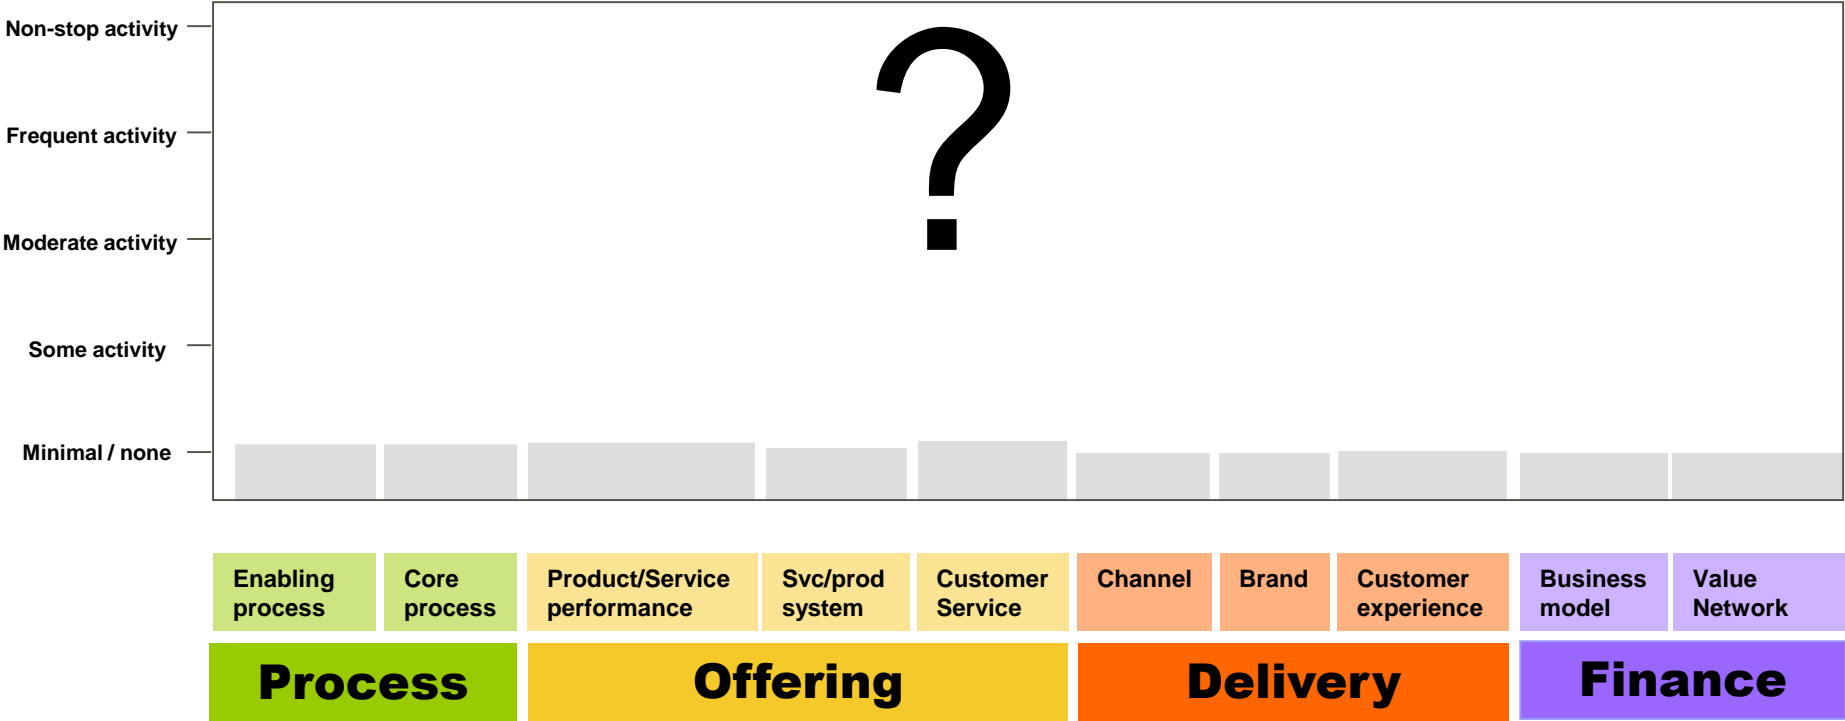 Non-stop activity
Frequent activity
Moderate activity
Some activity
Minimal / none
?
Enabling
process
Core
process
Product/Service
performance
Svc/prod
system
Customer
Service
Channel
Brand
Customer
experience
Business
model
Value
Network
Process
Offering
Delivery
Finance